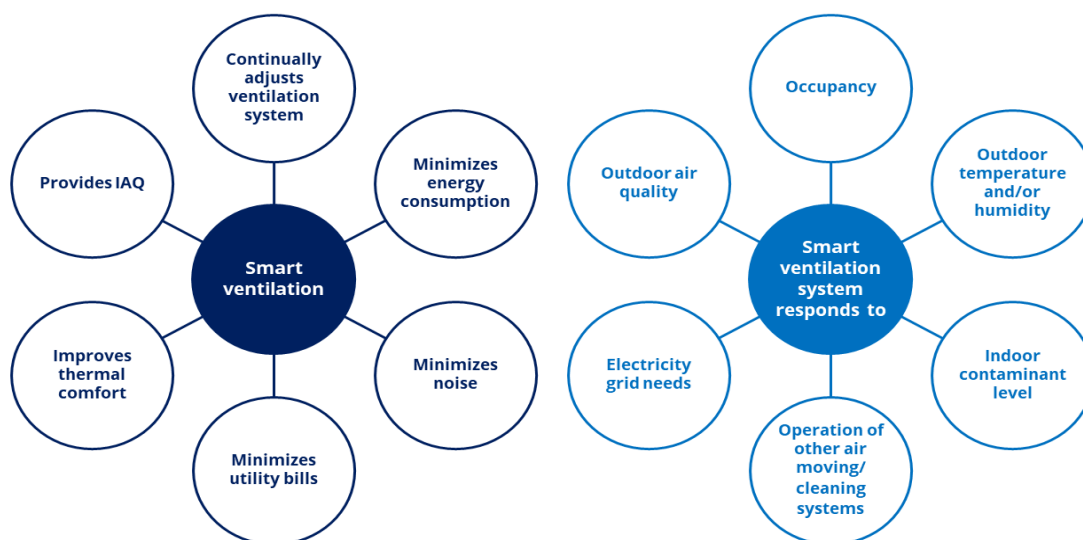 Continually
adjusts
ventilation
system
Provides IAQ
Minimizes
energy
consumption
Smart
ventilation
Improves
thermal
comfort
Minimizes
noise
Minimizes
utility bills
Occupancy
Outdoor air
quality
Outdoor
temperature
and/or
humidity
Smart
ventilation
system
responds to
Electricity
grid needs
Indoor
contaminant
level
Operation of
other air
moving/
cleaning
systems